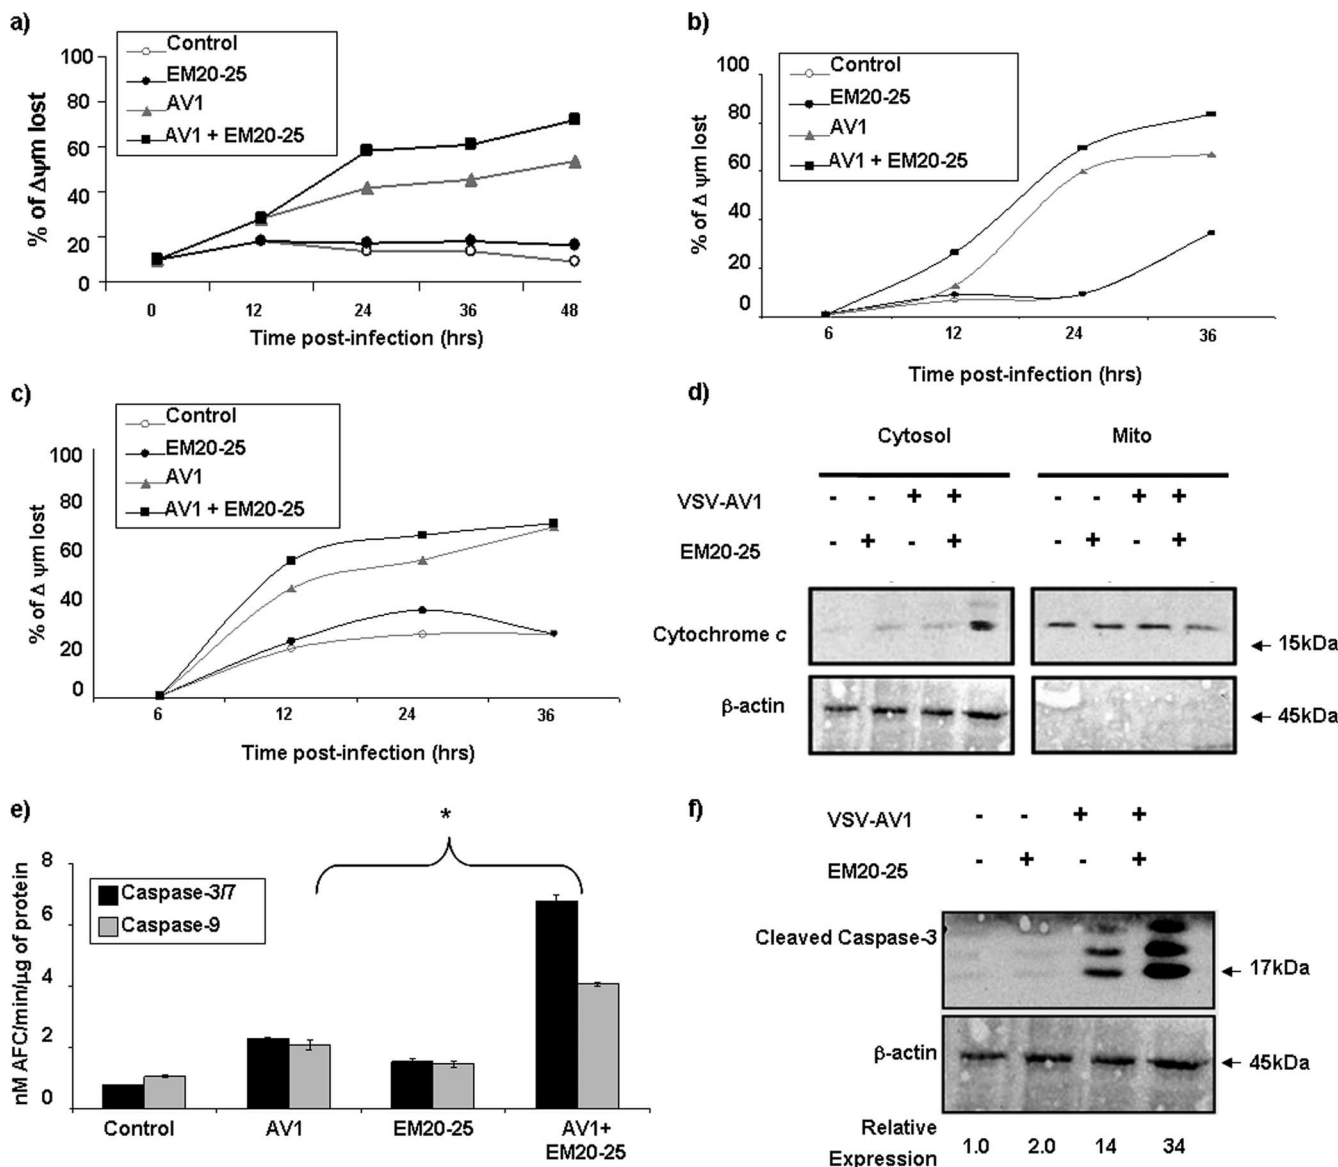 a)
Control
EM20-25
AV1
AV1 + EM20-25
% of Δψm lost
100
80
60
40
20
0
0 12 24 36 48
Time post-infection (hrs)
b)
Control
EM20-25
AV1
AV1 + EM20-25
% of Δ ψm lost
100
80
60
40
20
0
6 12 24 36
Time post-infection (hrs)
c)
Control
EM20-25
AV1
AV1 + EM20-25
% of Δ ψm lost
100
80
60
40
20
0
6 12 24 36
Time post-infection (hrs)
d)
Cytosol Mito
VSV-AV1 - - + + - - + +
EM20-25 - + - + - + - +
Cytochrome c
15kDa
β-actin
45kDa
e)
*
Caspase-3/7
Caspase-9
nM AFC/min/μg of protein
8
6
4
2
0
Control AV1 EM20-25 AV1+
EM20-25
f)
VSV-AV1 - - + +
EM20-25 - + - +
Cleaved Caspase-3
17kDa
β-actin
45kDa
Relative
Expression 1.0 2.0 14 34